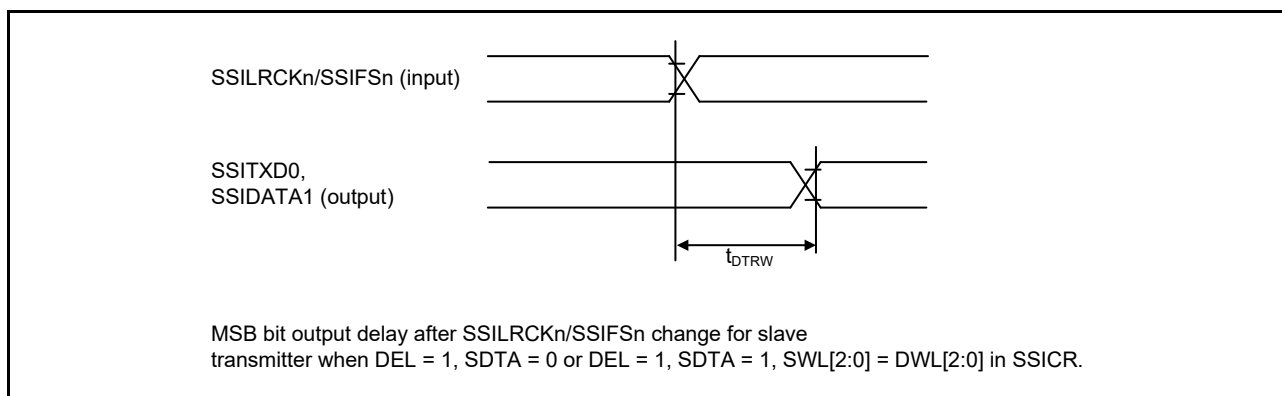 SSILRCKn/SSIFSn (input)
SSITXD0,
SSIDATA1 (output)
tDTRW
MSB bit output delay after SSILRCKn/SSIFSn change for slave
transmitter when DEL = 1, SDTA = 0 or DEL = 1, SDTA = 1, SWL[2:0] = DWL[2:0] in SSICR.